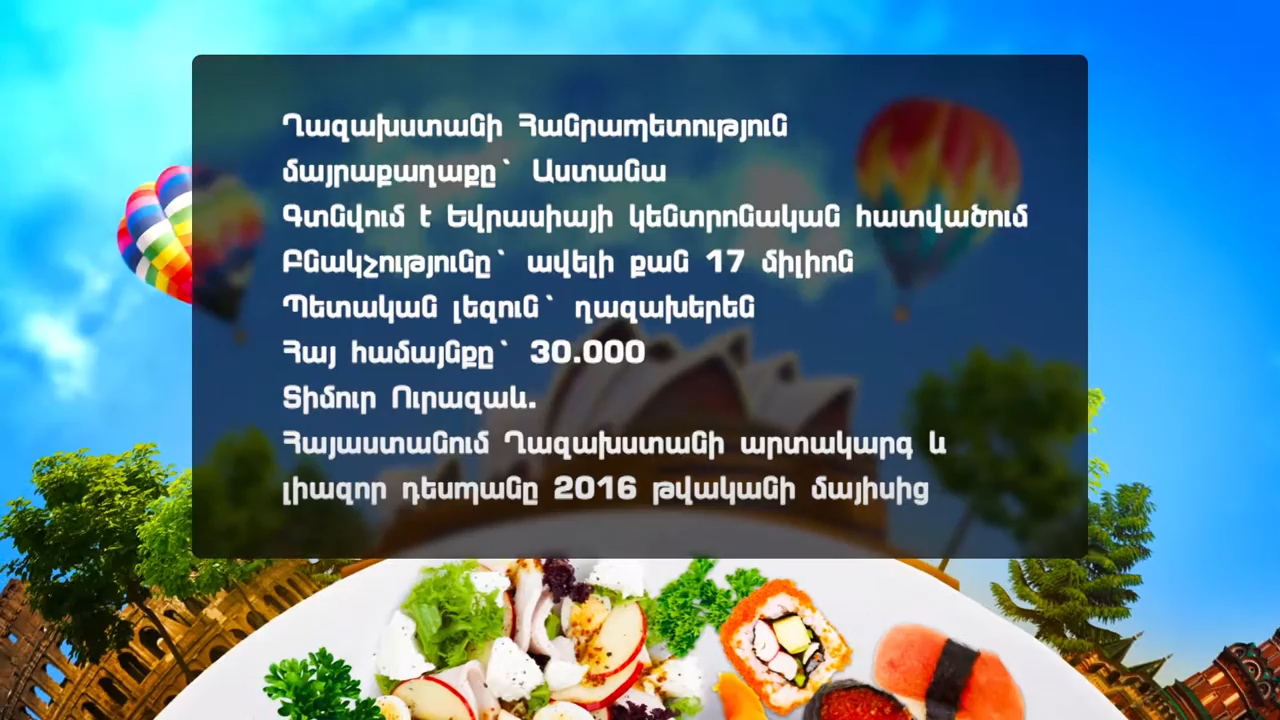 Ղազախստանի Հանրապետություն
մայրաքաղաքը՝ Աստանա
Գտնվում է Եվրասիայի կենտրոնական հատվածում
Բնակչությունը՝ ավելի քան 17 միլիոն
Պետական լեզուն՝ ղազախերեն
Հայ համայնքը՝ 30.000
Տիմուր Ուրազաև.
Հայաստանում Ղազախստանի արտակարգ և
լիազոր դեսպանը 2016 թվականի մայիսից